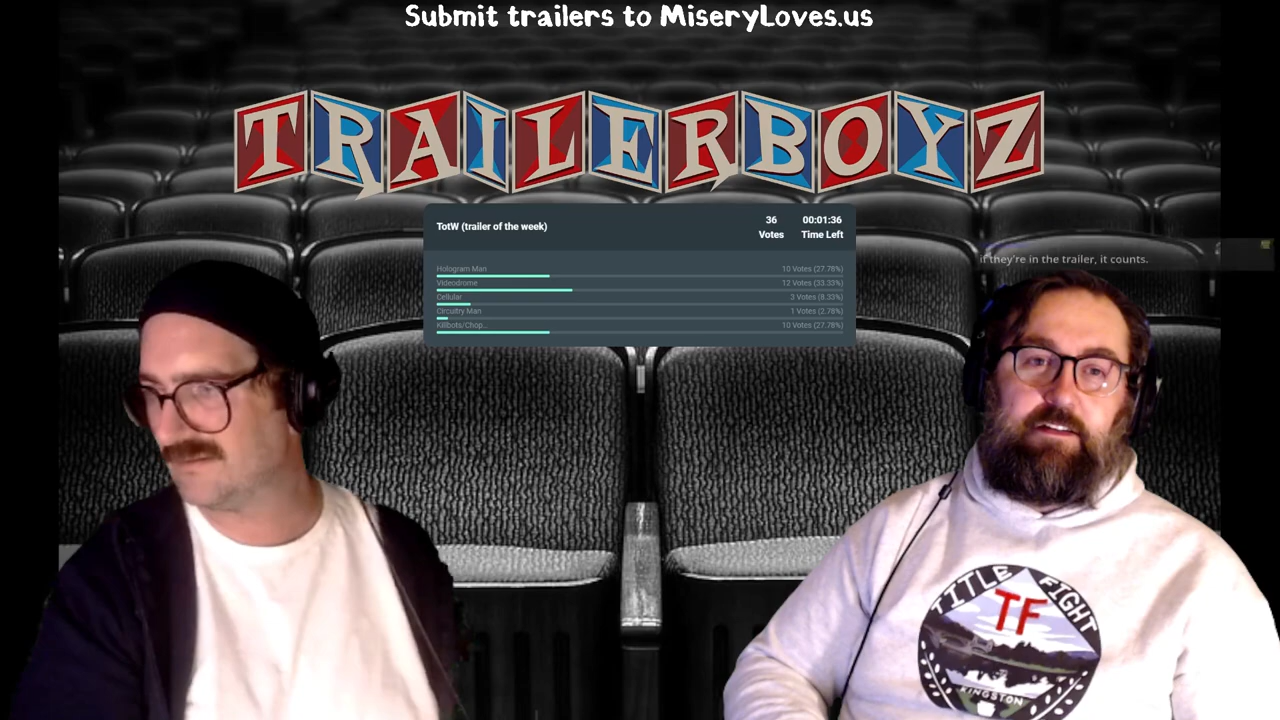 Submit trailers to MiseryLoves.us
TRAILERBOYZ
TotW (trailer of the week)
36
Votes
00:01:36
Time Left
Hologram Man 10 Votes (27.78%)
Videodrome 12 Votes (33.33%)
Cellular 3 Votes (8.33%)
Circuitry Man 1 Votes (2.78%)
Killbots/Chop... 10 Votes (27.78%)
if they're in the trailer, it counts.
TITLE FIGHT
TF
KINGSTON